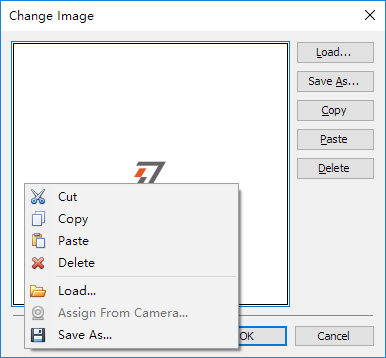 Change Image
Load...
Save As...
Copy
Paste
Delete
Cut
Copy
Paste
Delete
Load...
Assign From Camera...
Save As...
OK
Cancel